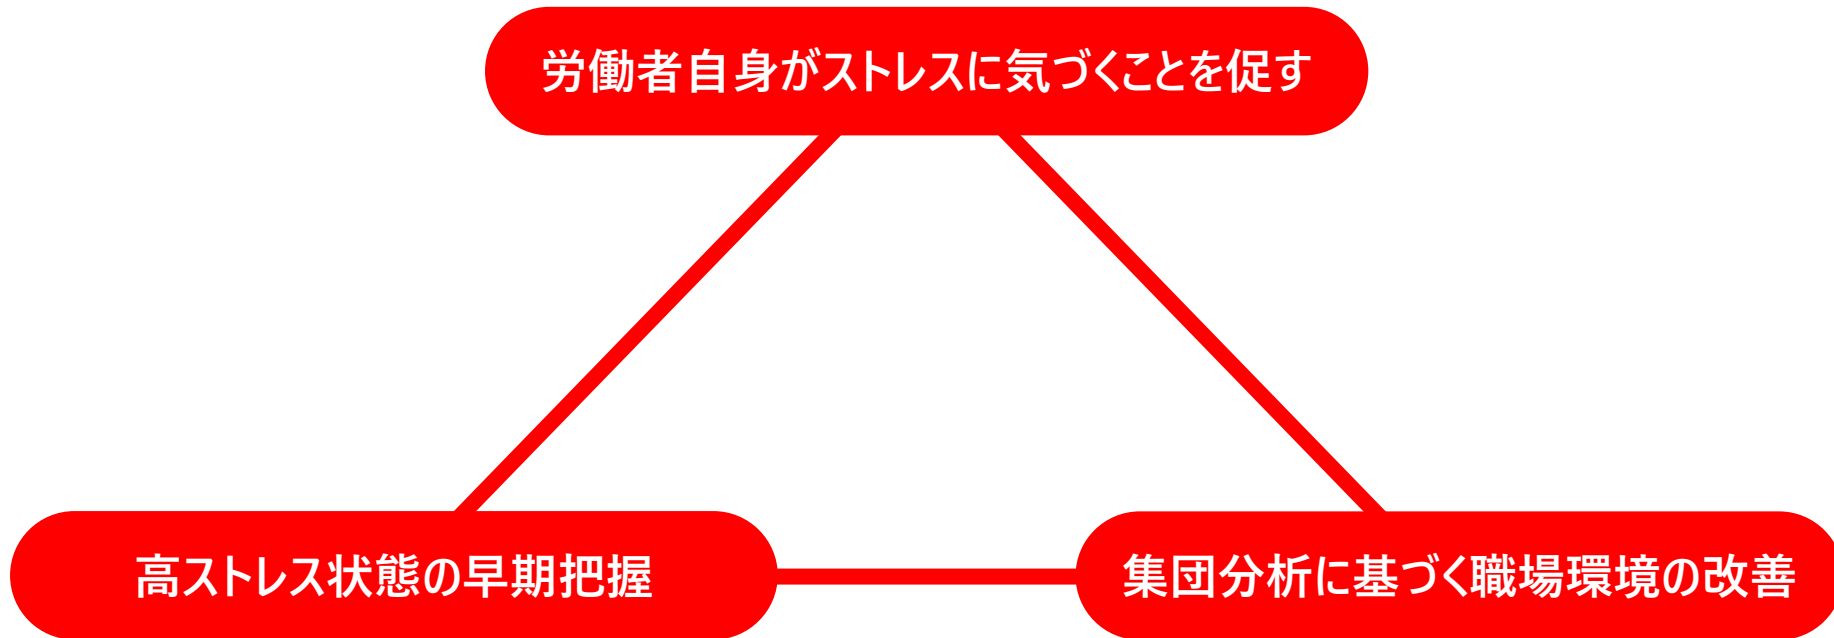 労働者自身がストレスに気づくことを促す
高ストレス状態の早期把握
集団分析に基づく職場環境の改善